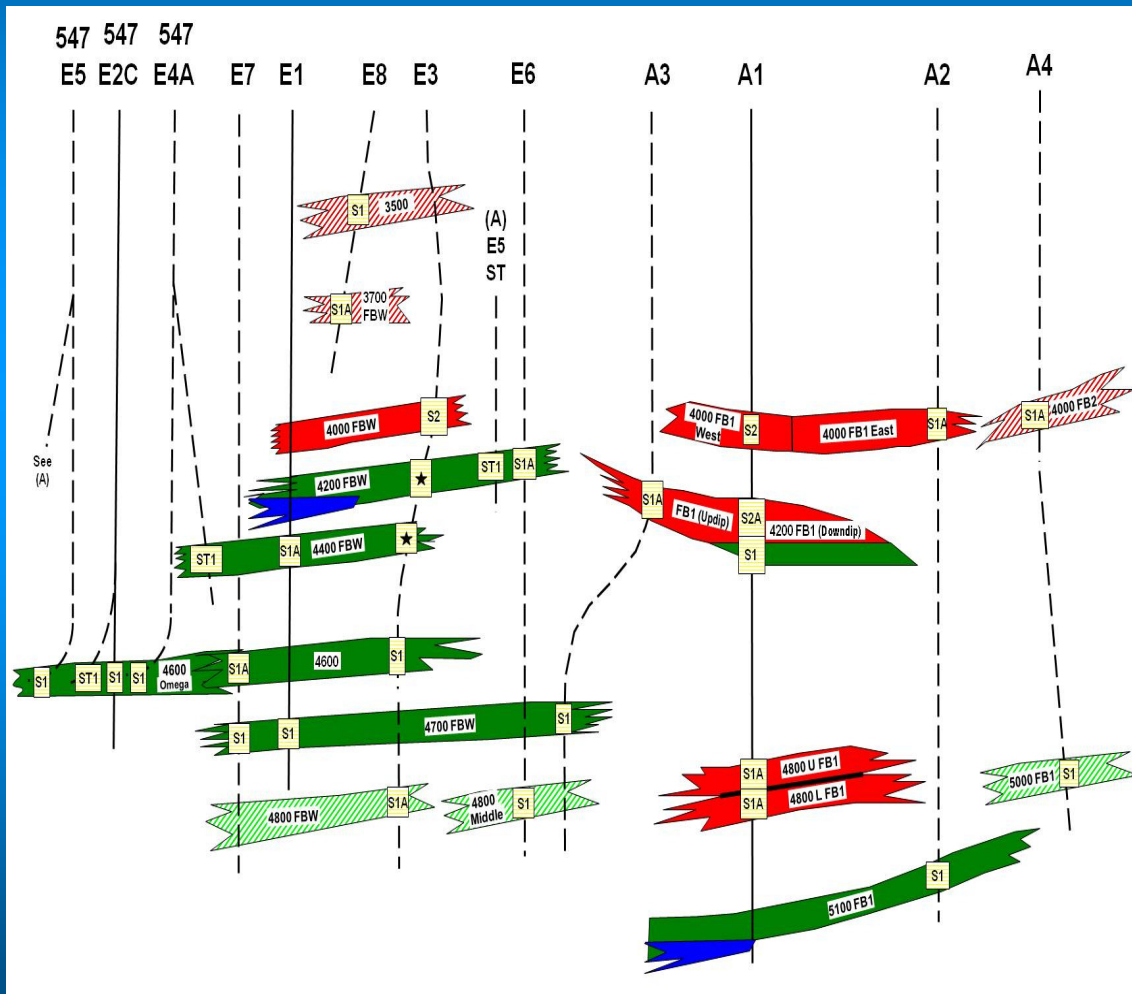 547 547 547
E5 E2C E4A E7 E1 E8 E3 E6 A3 A1 A2 A4
S1 3500
(A)
E5
ST
S1A 3700
FBW
4000 FBW S2
4000 FB1
West S2 4000 FB1 East S1A
S1A 4000 FB2
See
(A)
4200 FBW ★ ST1 S1A
S1A FB1 (Updip) S2A 4200 FB1 (Downdip)
S1
ST1 S1A 4400 FBW ★
S1 ST1 S1 S1 4600
Omega S1A 4600 S1
S1 S1 4700 FBW S1
4800 FBW S1A
4800
Middle S1
S1A 4800 U FB1
S1A 4800 L FB1
5000 FB1 S1
5100 FB1 S1